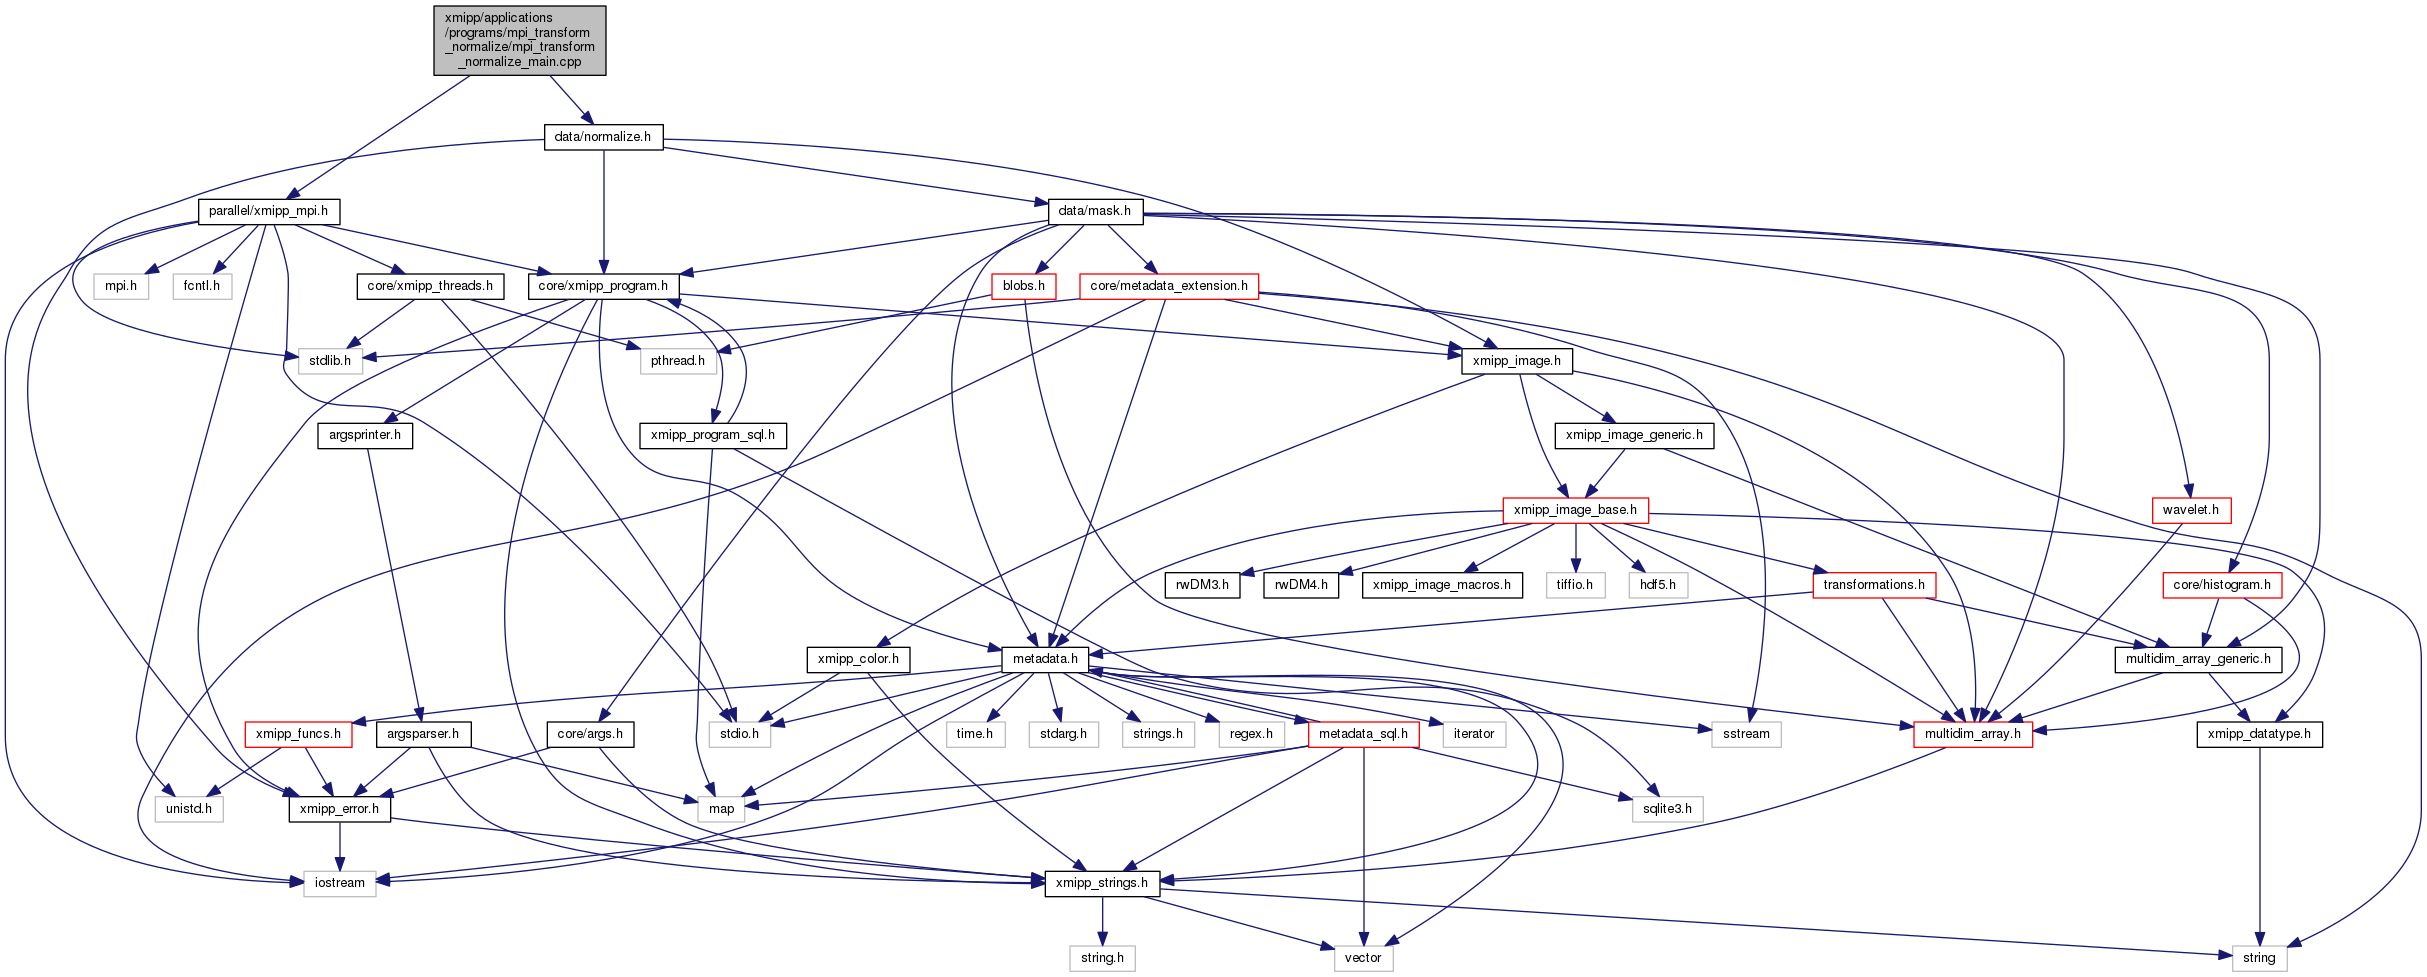 xmipp/applications
/programs/mpi_transform
_normalize/mpi_transform
_normalize_main.cpp
data/normalize.h
parallel/xmipp_mpi.h
data/mask.h
mpi.h
fcntl.h
core/xmipp_threads.h
core/xmipp_program.h
blobs.h
core/metadata_extension.h
stdlib.h
pthread.h
xmipp_image.h
argsprinter.h
xmipp_program_sql.h
xmipp_image_generic.h
xmipp_image_base.h
wavelet.h
rwDM3.h
rwDM4.h
xmipp_image_macros.h
tiffio.h
hdf5.h
transformations.h
core/histogram.h
xmipp_color.h
metadata.h
multidim_array_generic.h
xmipp_funcs.h
argsparser.h
core/args.h
stdio.h
time.h
stdarg.h
strings.h
regex.h
metadata_sql.h
iterator
sstream
multidim_array.h
xmipp_datatype.h
unistd.h
xmipp_error.h
map
sqlite3.h
iostream
xmipp_strings.h
string.h
vector
string